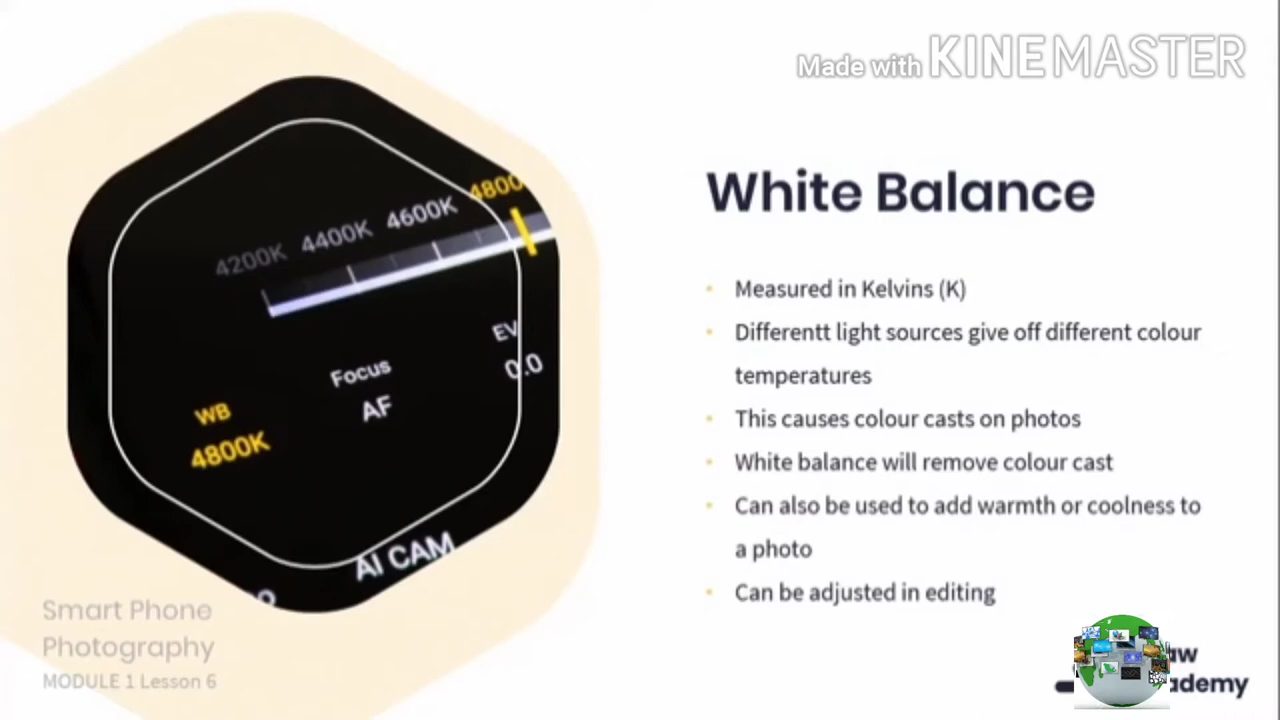 Made with KINEMASTER
4200K 4400K 4600K 4800
EV
0.0
Focus
AF
WB
4800K
AI CAM
White Balance
• Measured in Kelvins (K)
• Differentt light sources give off different colour
temperatures
• This causes colour casts on photos
• White balance will remove colour cast
• Can also be used to add warmth or coolness to
a photo
• Can be adjusted in editing
Smart Phone
Photography
MODULE 1 Lesson 6